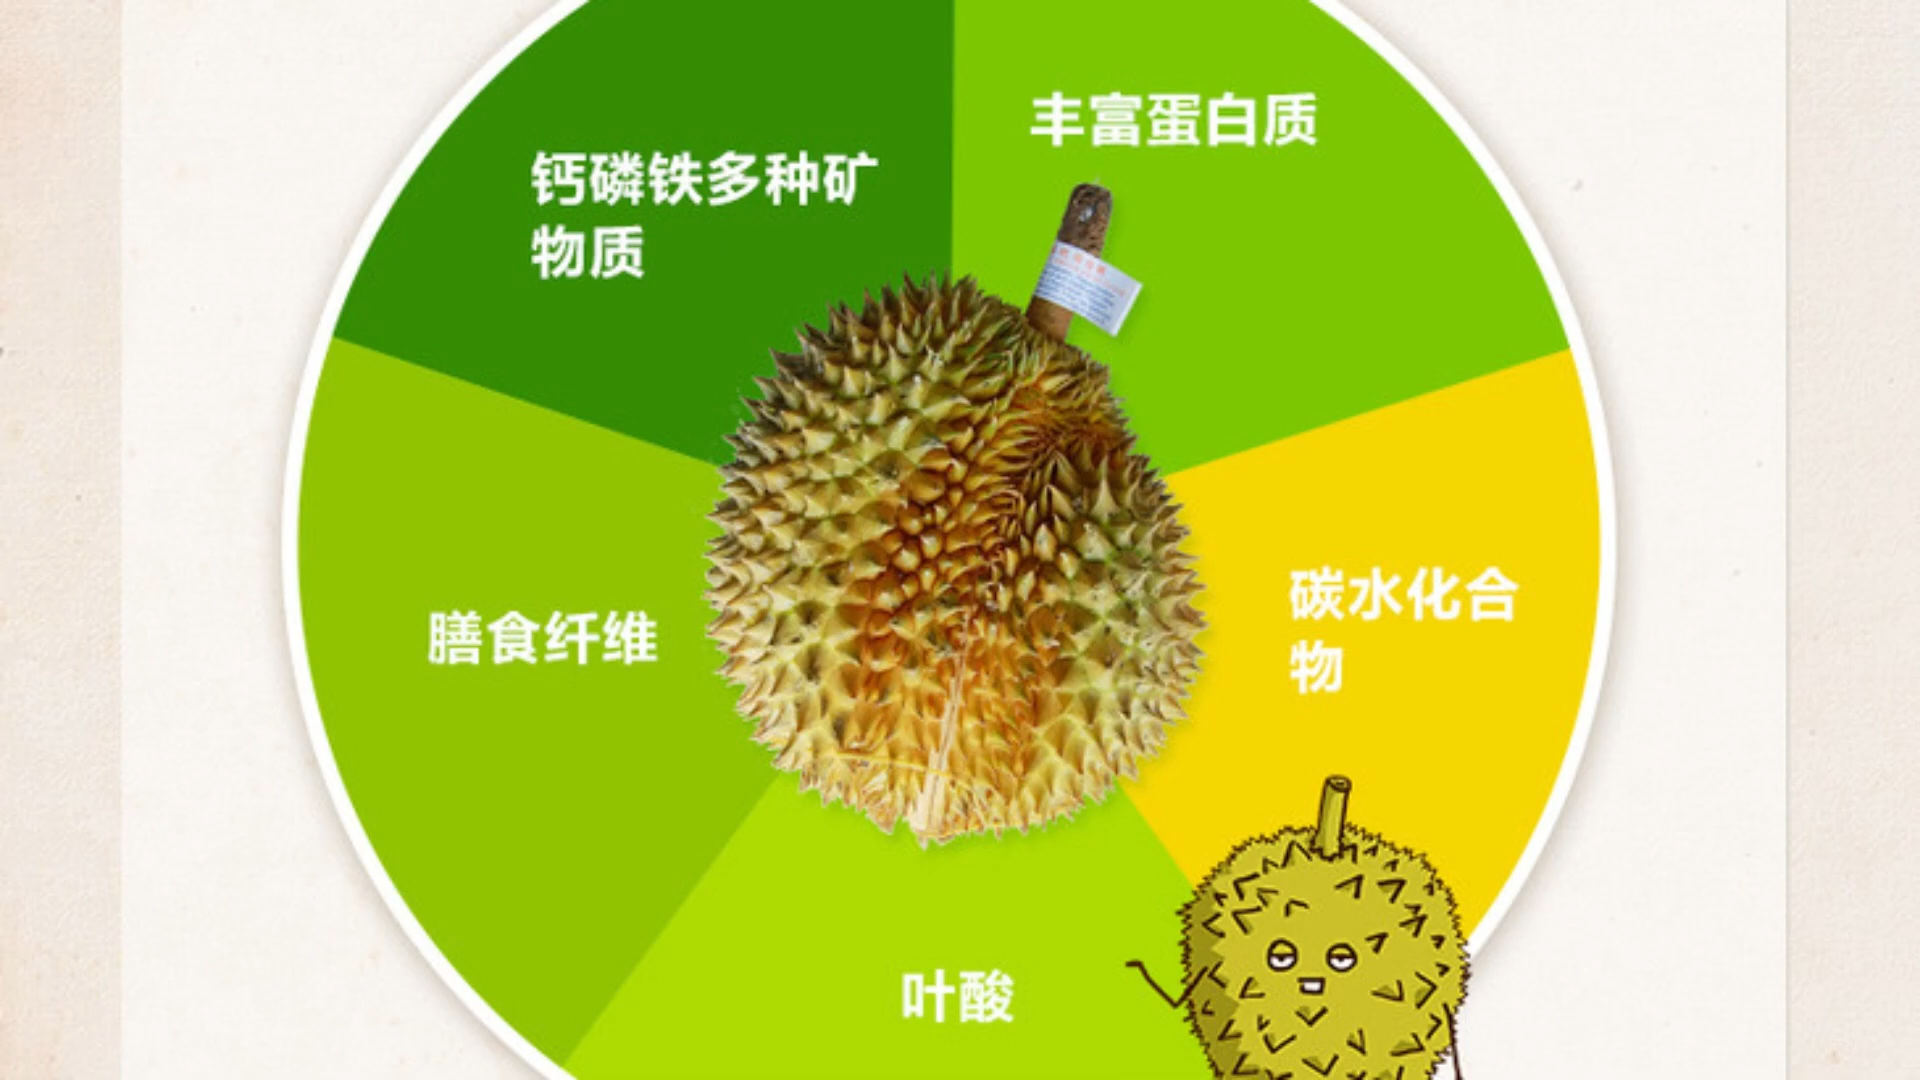 丰富蛋白质
钙磷铁多种矿
物质
碳水化合
物
膳食纤维
叶酸